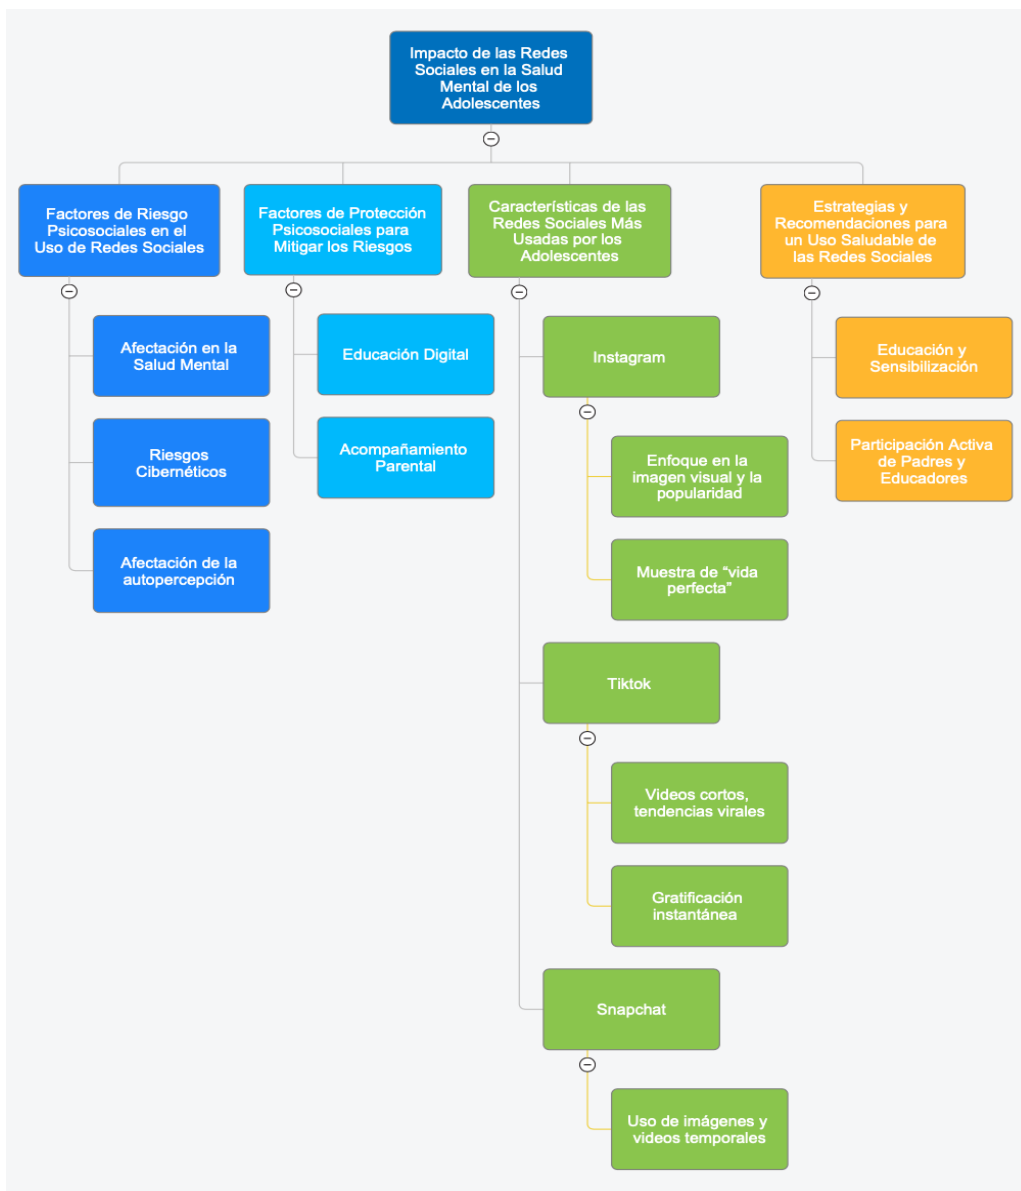 Impacto de las Redes
Sociales en la Salud
Mental de los
Adolescentes
Factores de Riesgo
Psicosociales en el
Uso de Redes Sociales
Afectación en la
Salud Mental
Riesgos
Cibernéticos
Afectación de la
autopercepción
Factores de Protección
Psicosociales para
Mitigar los Riesgos
Educación Digital
Acompañamiento
Parental
Características de las
Redes Sociales Más
Usadas por los
Adolescentes
Instagram
Enfoque en la
imagen visual y la
popularidad
Muestra de “vida
perfecta”
Tiktok
Videos cortos,
tendencias virales
Gratificación
instantánea
Snapchat
Uso de imágenes y
videos temporales
Estrategias y
Recomendaciones para
un Uso Saludable de
las Redes Sociales
Educación y
Sensibilización
Participación Activa
de Padres y
Educadores